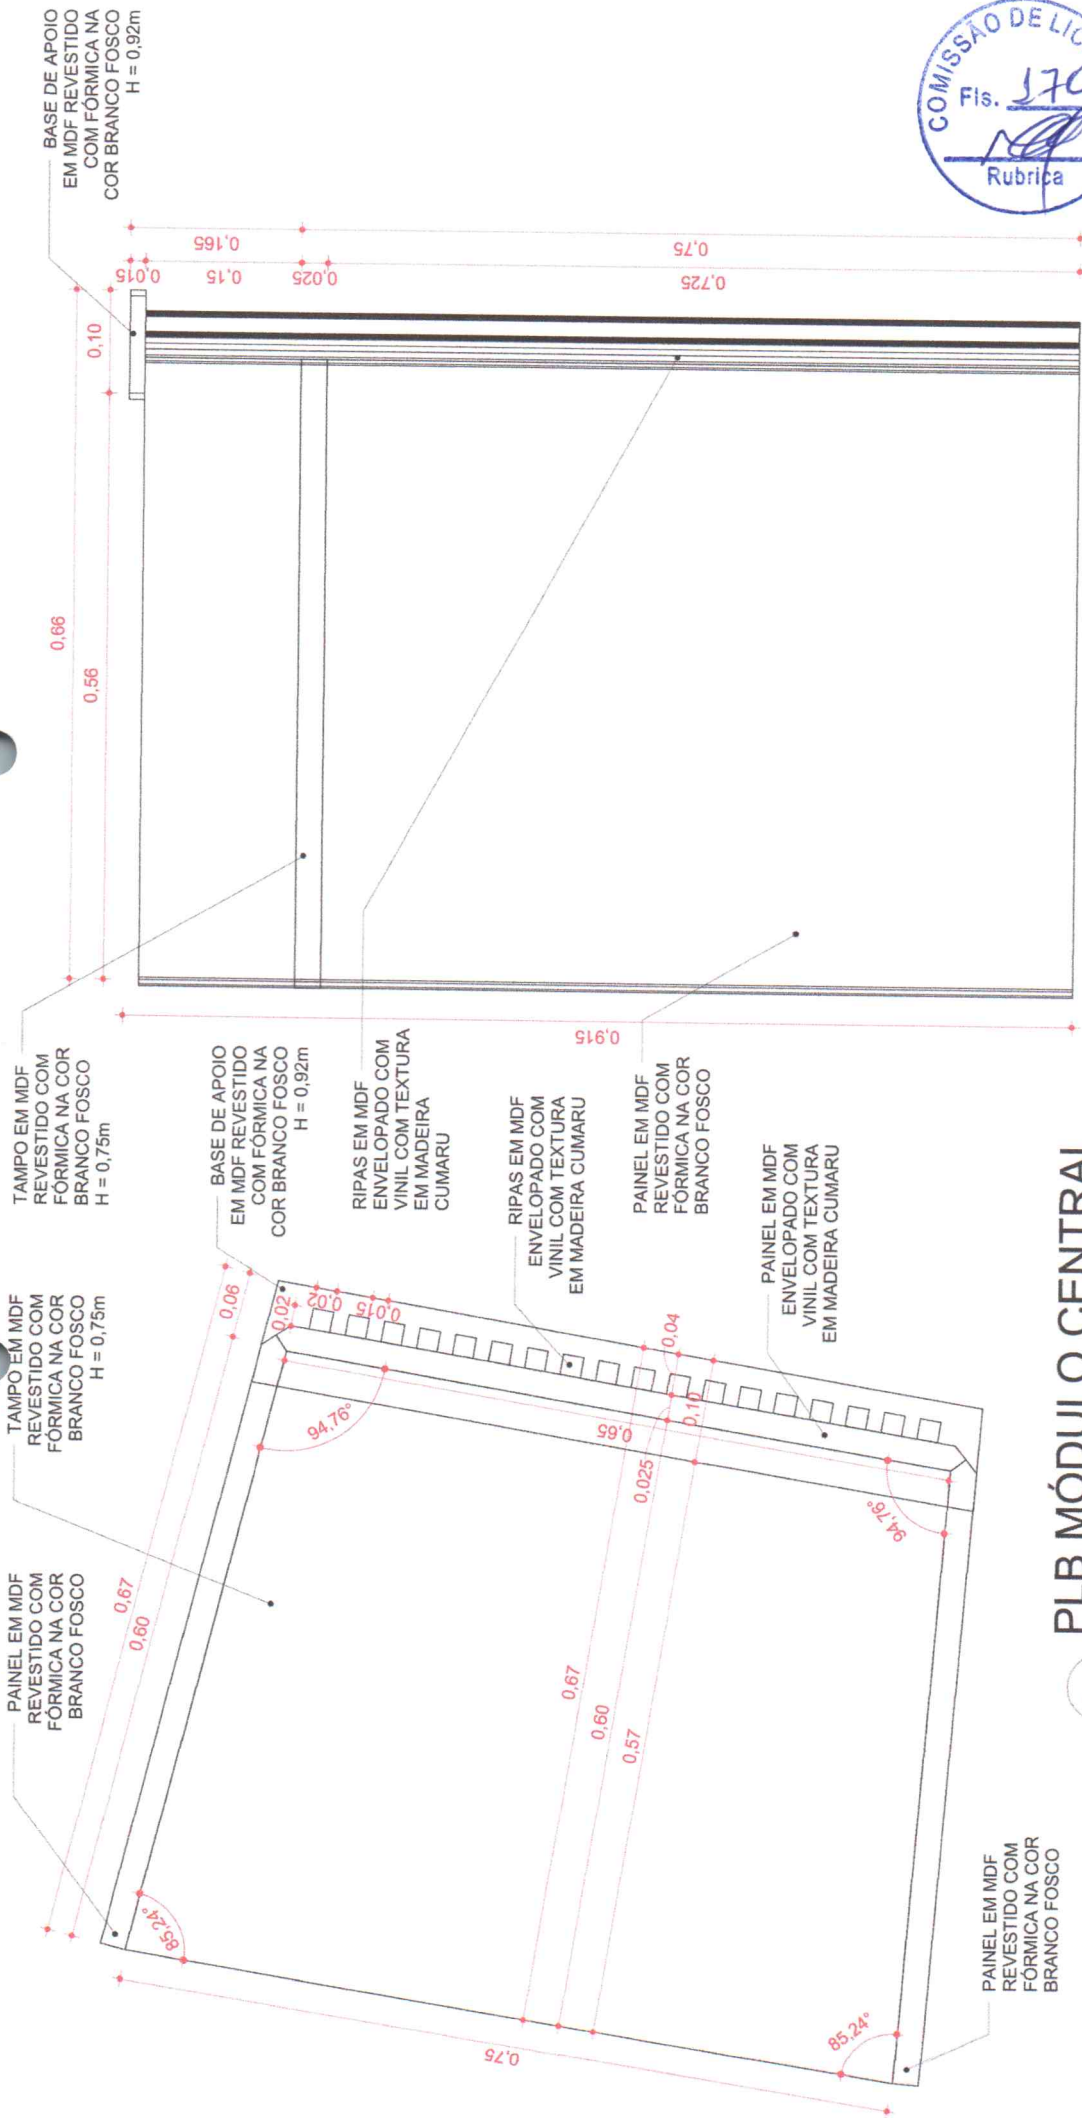 PAINEL EM MDF
REVESTIDO COM
FÓRMICA NA COR
BRANCO FOSCO
TAMPO EM MDF
REVESTIDO COM
FÓRMICA NA COR
BRANCO FOSCO
H = 0,75m
TAMPO EM MDF
REVESTIDO COM
FÓRMICA NA COR
BRANCO FOSCO
H = 0,75m
BASE DE APOIO
EM MDF REVESTIDO
COM FÓRMICA NA
COR BRANCO FOSCO
H = 0,92m
0,67
0,60
0,06
85,24°
94,76°
0,02
0,02
0,015
0,04
0,65
0,025
0,10
0,67
0,60
0,57
0,75
85,24°
94,76°
BASE DE APOIO
EM MDF REVESTIDO
COM FÓRMICA NA
COR BRANCO FOSCO
H = 0,92m
RIPAS EM MDF
ENVELOPADO COM
VINIL COM TEXTURA
EM MADEIRA
CUMARU
RIPAS EM MDF
ENVELOPADO COM
VINIL COM TEXTURA
EM MADEIRA CUMARU
PAINEL EM MDF
REVESTIDO COM
FÓRMICA NA COR
BRANCO FOSCO
PAINEL EM MDF
ENVELOPADO COM
VINIL COM TEXTURA
EM MADEIRA CUMARU
PAINEL EM MDF
REVESTIDO COM
FÓRMICA NA COR
BRANCO FOSCO
0,66
0,56
0,10
0,915
0,015
0,165
0,15
0,025
0,75
0,725
COMISSÃO DE LIC
Fls. 170
Rubrica
PLB MÓDULO CENTRAL